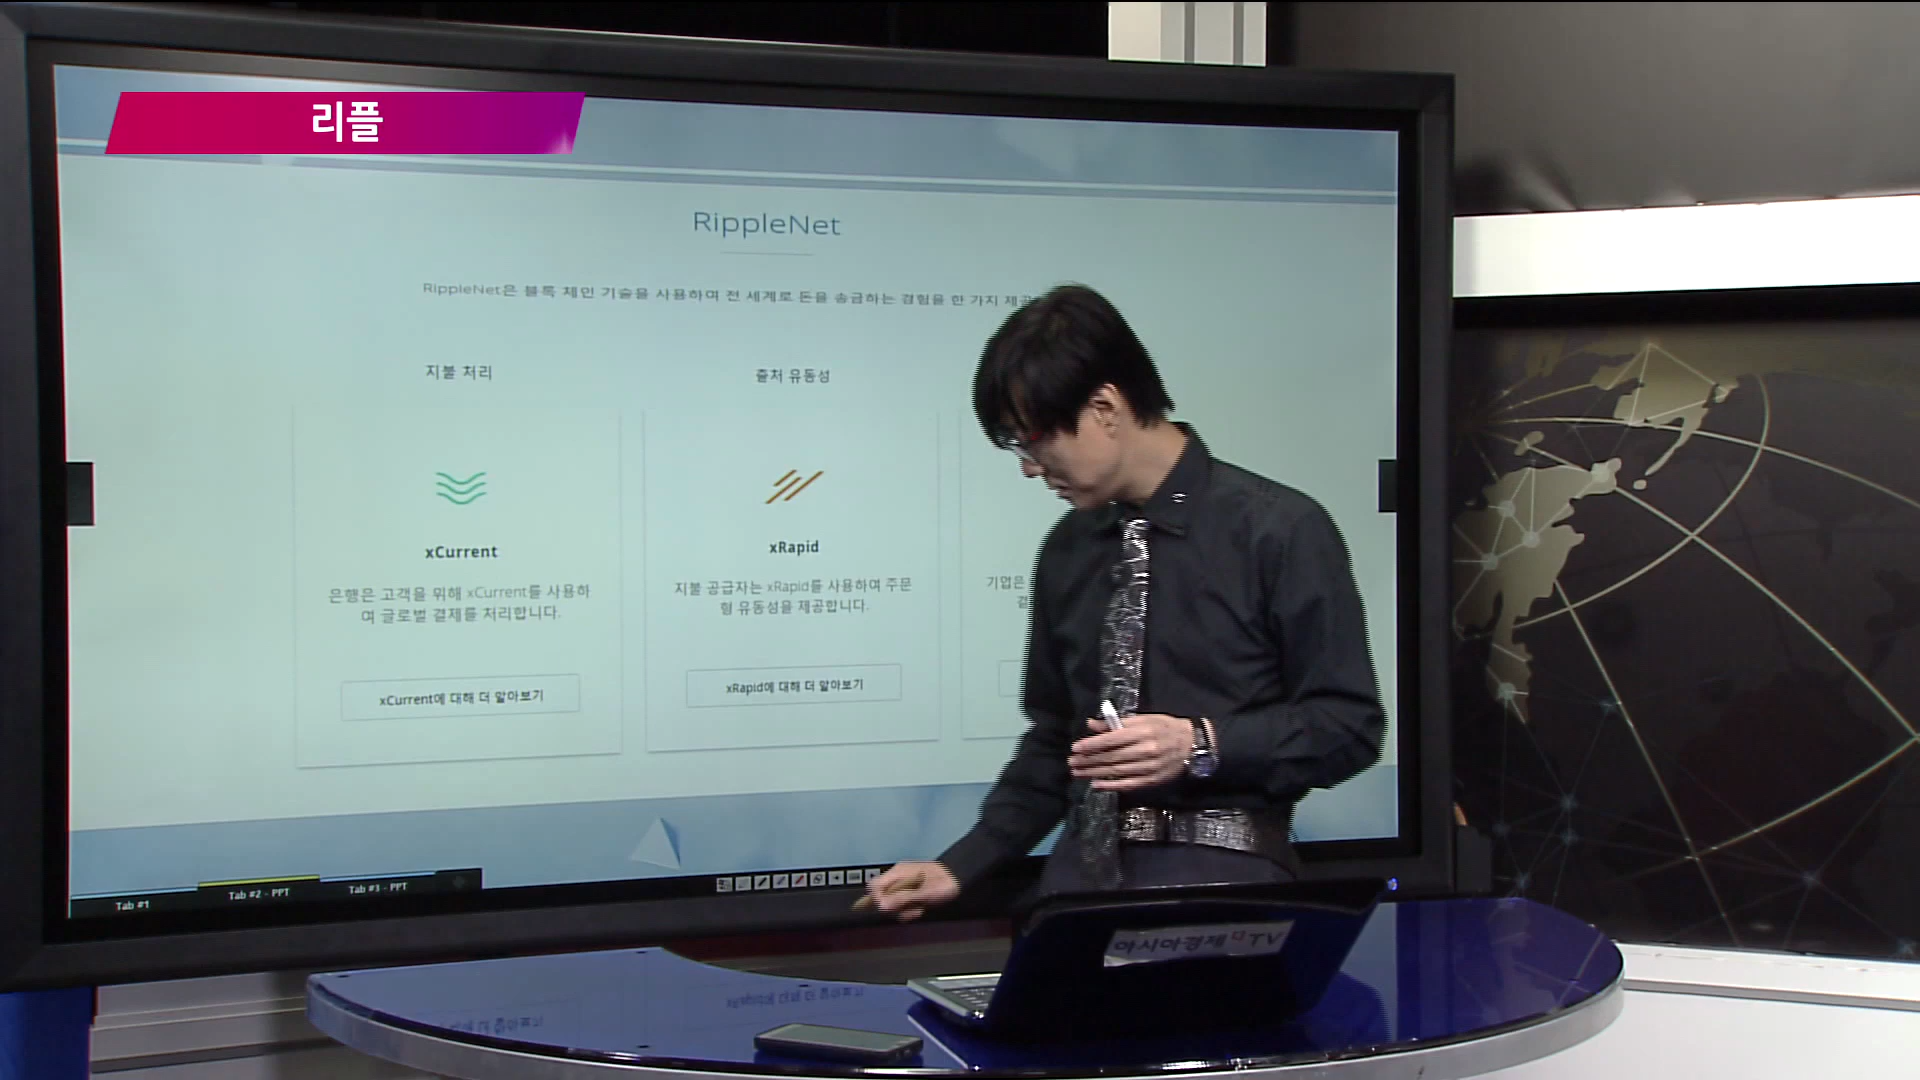 리플
RippleNet
RippleNet은 블록 체인 기술을 사용하며 전 세계로 돈을 송금하는 경험을 한 가지
지불 처리
출처 유동성
xCurrent
은행은 고객을 위해 xCurrent를 사용하
여 글로벌 결제를 처리합니다.
xCurrent에 대해 더 알아보기
xRapid
지불 공급자는 xRapid를 사용하여 주문
형 유동성을 제공합니다.
xRapid에 대해 더 알아보기
기업은
Tab #1
Tab #2 - PPT
Tab #3 - PPT
아시아경제 TV